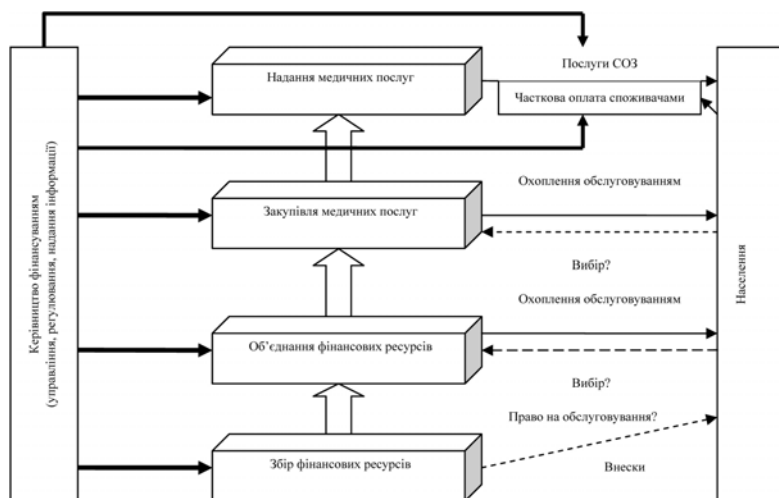 Керівництво фінансуванням
(управління, регулювання, надання інформації)
Надання медичних послуг
Послуги СОЗ
Часткова оплата споживачами
Закупівля медичних послуг
Охоплення обслуговуванням
Вибір?
Охоплення обслуговуванням
Об’єднання фінансових ресурсів
Вибір?
Право на обслуговування?
Збір фінансових ресурсів
Внески
Населення